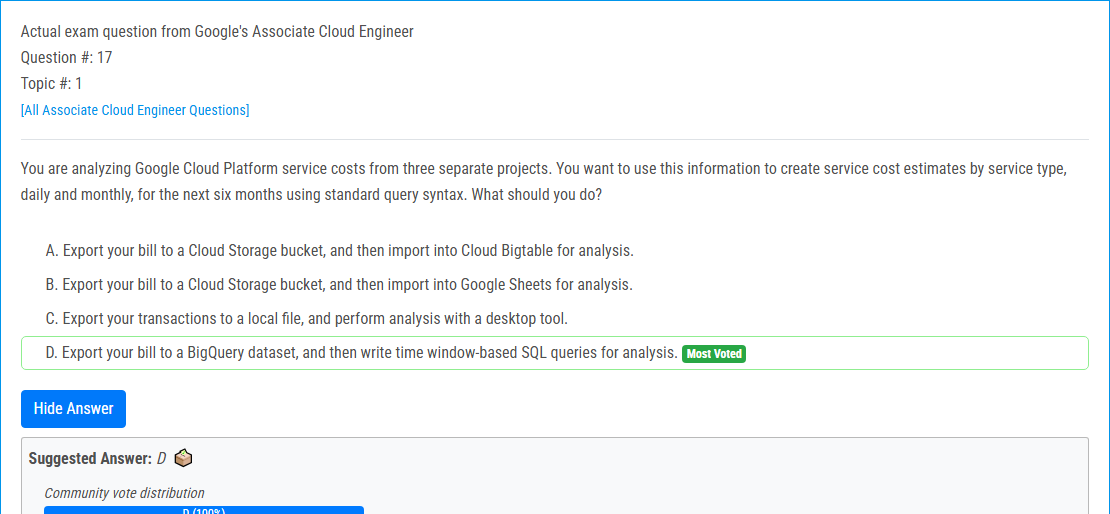 Actual exam question from Google's Associate Cloud Engineer
Question #: 17
Topic #: 1
[All Associate Cloud Engineer Questions]
You are analyzing Google Cloud Platform service costs from three separate projects. You want to use this information to create service cost estimates by service type,
daily and monthly, for the next six months using standard query syntax. What should you do?
A. Export your bill to a Cloud Storage bucket, and then import into Cloud Bigtable for analysis.
B. Export your bill to a Cloud Storage bucket, and then import into Google Sheets for analysis.
C. Export your transactions to a local file, and perform analysis with a desktop tool.
D. Export your bill to a BigQuery dataset, and then write time window-based SQL queries for analysis. Most Voted
Hide Answer
Suggested Answer: D
Community vote distribution
D (100%)